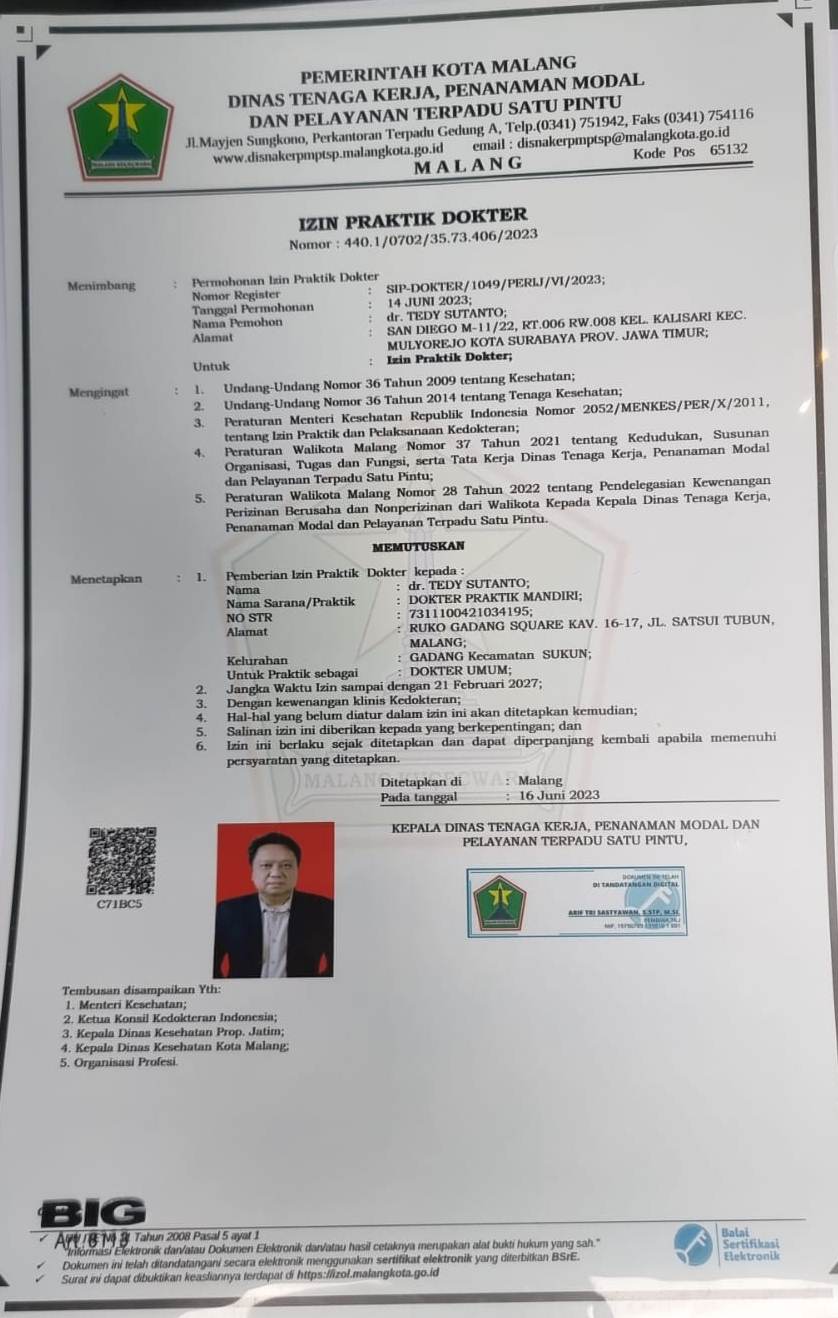 PEMERINTAH KOTA MALANG
DINAS TENAGA KERJA, PENANAMAN MODAL
DAN PELAYANAN TERPADU SATU PINTU
Jl.Mayjen Sungkono, Perkantoran Terpadu Gedung A, Telp.(0341) 751942, Faks (0341) 754116
www.disnakerpmptsp.malangkota.go.id email : disnakerpmptsp@malangkota.go.id
MALANG Kode Pos 65132
IZIN PRAKTIK DOKTER
Nomor : 440.1/0702/35.73.406/2023
Menimbang : Permohonan Izin Praktik Dokter
Nomor Register : SIP-DOKTER/1049/PERIJ/VI/2023;
Tanggal Permohonan : 14 JUNI 2023;
Nama Pemohon : dr. TEDY SUTANTO;
Alamat : SAN DIEGO M-11/22, RT.006 RW.008 KEL. KALISARI KEC.
MULYOREJO KOTA SURABAYA PROV. JAWA TIMUR;
Untuk : Izin Praktik Dokter;
Mengingat : 1. Undang-Undang Nomor 36 Tahun 2009 tentang Kesehatan;
2. Undang-Undang Nomor 36 Tahun 2014 tentang Tenaga Kesehatan;
3. Peraturan Menteri Kesehatan Republik Indonesia Nomor 2052/MENKES/PER/X/2011,
tentang Izin Praktik dan Pelaksanaan Kedokteran;
4. Peraturan Walikota Malang Nomor 37 Tahun 2021 tentang Kedudukan, Susunan
Organisasi, Tugas dan Fungsi, serta Tata Kerja Dinas Tenaga Kerja, Penanaman Modal
dan Pelayanan Terpadu Satu Pintu;
5. Peraturan Walikota Malang Nomor 28 Tahun 2022 tentang Pendelegasian Kewenangan
Perizinan Berusaha dan Nonperizinan dari Walikota Kepada Kepala Dinas Tenaga Kerja,
Penanaman Modal dan Pelayanan Terpadu Satu Pintu.
MEMUTUSKAN
Menetapkan : 1. Pemberian Izin Praktik Dokter kepada :
Nama : dr. TEDY SUTANTO;
Nama Sarana/Praktik : DOKTER PRAKTIK MANDIRI;
NO STR : 7311100421034195;
Alamat : RUKO GADANG SQUARE KAV. 16-17, JL. SATSUI TUBUN,
MALANG;
Kelurahan : GADANG Kecamatan SUKUN;
Untuk Praktik sebagai : DOKTER UMUM;
2. Jangka Waktu Izin sampai dengan 21 Februari 2027;
3. Dengan kewenangan klinis Kedokteran;
4. Hal-hal yang belum diatur dalam izin ini akan ditetapkan kemudian;
5. Salinan izin ini diberikan kepada yang berkepentingan; dan
6. Izin ini berlaku sejak ditetapkan dan dapat diperpanjang kembali apabila memenuhi
persyaratan yang ditetapkan.
Ditetapkan di : Malang
Pada tanggal : 16 Juni 2023
KEPALA DINAS TENAGA KERJA, PENANAMAN MODAL DAN
PELAYANAN TERPADU SATU PINTU,
DOKUMEN INI TELAH
DI TANDATANGAN DIGITAL
ARIF TRI SASTYAWAN, S.STP, M.SI
C71BC5
Tembusan disampaikan Yth:
1. Menteri Kesehatan;
2. Ketua Konsil Kedokteran Indonesia;
3. Kepala Dinas Kesehatan Prop. Jatim;
4. Kepala Dinas Kesehatan Kota Malang;
5. Organisasi Profesi.
BIG
Tahun 2008 Pasal 5 ayat 1
"Informasi Elektronik dan/atau Dokumen Elektronik dan/atau hasil cetaknya merupakan alat bukti hukum yang sah."
Dokumen ini telah ditandatangani secara elektronik menggunakan sertifikat elektronik yang diterbitkan BSrE.
Surat ini dapat dibuktikan keasliannya terdapat di https://izol.malangkota.go.id
Balai
Sertifikasi
Elektronik